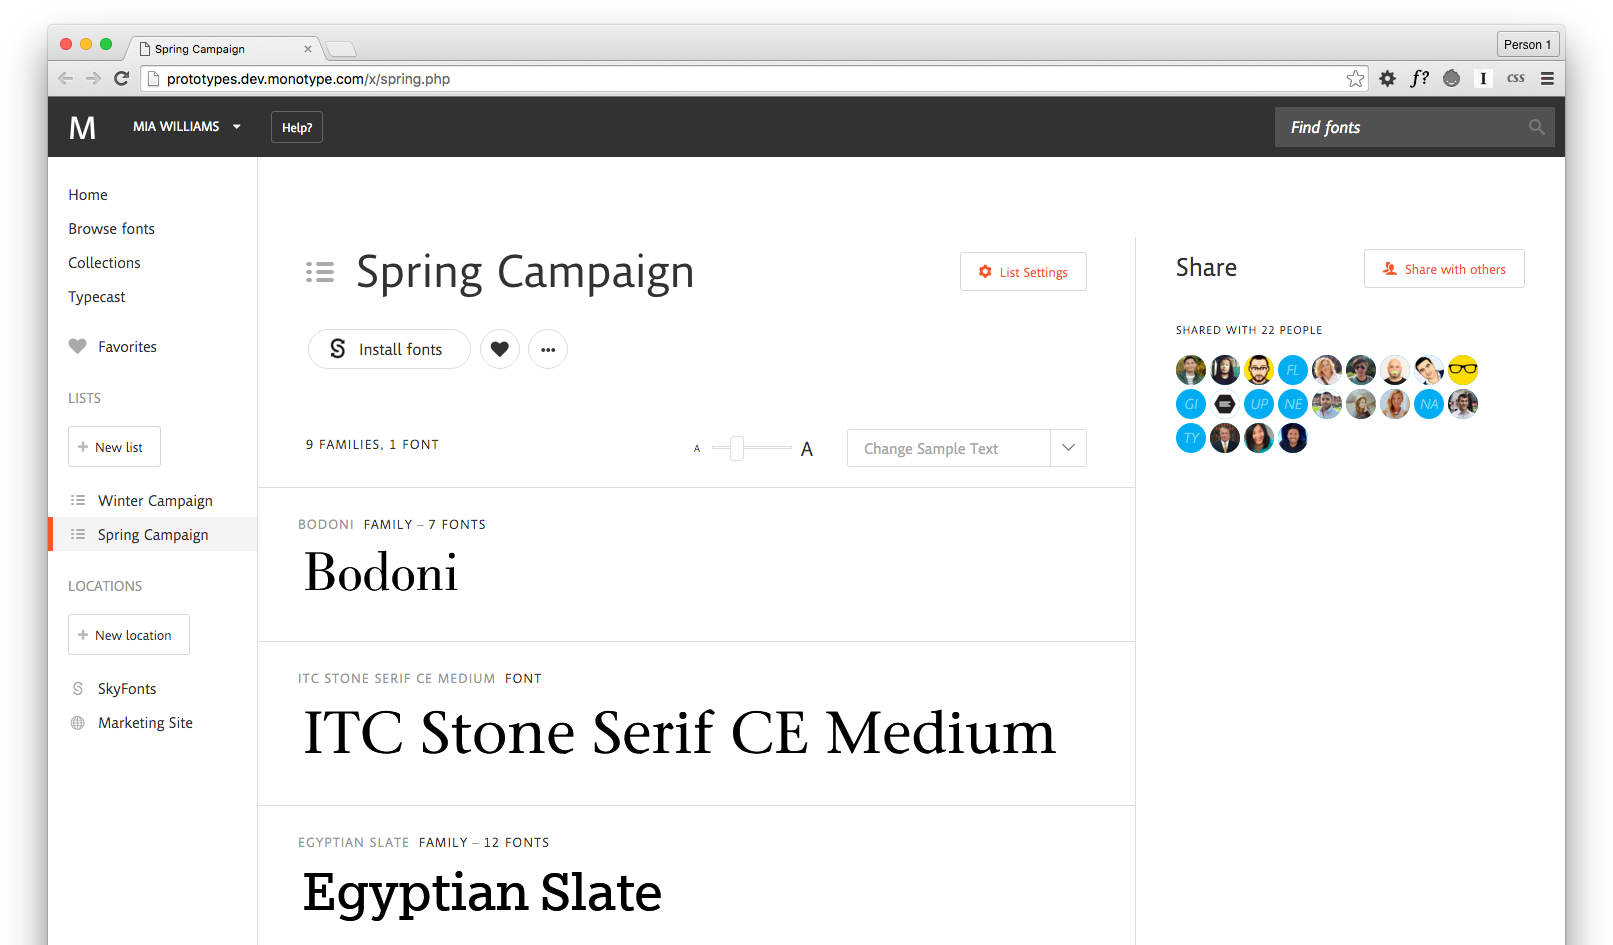 Spring Campaign
Person 1
prototypes.dev.monotype.com/x/spring.php
f?
I
css
M
MIA WILLIAMS
Help?
Find fonts
Home
Browse fonts
Collections
Typecast
Favorites
LISTS
+ New list
Winter Campaign
Spring Campaign
LOCATIONS
+ New location
SkyFonts
Marketing Site
Spring Campaign
List Settings
Install fonts
9 FAMILIES, 1 FONT
A
A
Change Sample Text
BODONI FAMILY – 7 FONTS
Bodoni
ITC STONE SERIF CE MEDIUM FONT
ITC Stone Serif CE Medium
EGYPTIAN SLATE FAMILY – 12 FONTS
Egyptian Slate
Share
Share with others
SHARED WITH 22 PEOPLE
FL
GI
UP
NE
NA
TY